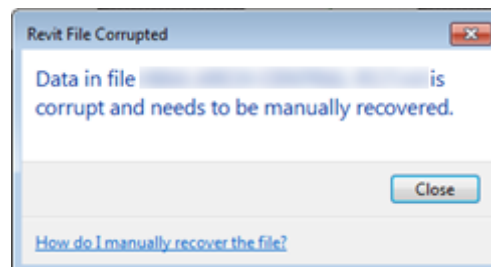 Revit File Corrupted
Data in file is
corrupt and needs to be manually recovered.
Close
How do I manually recover the file?